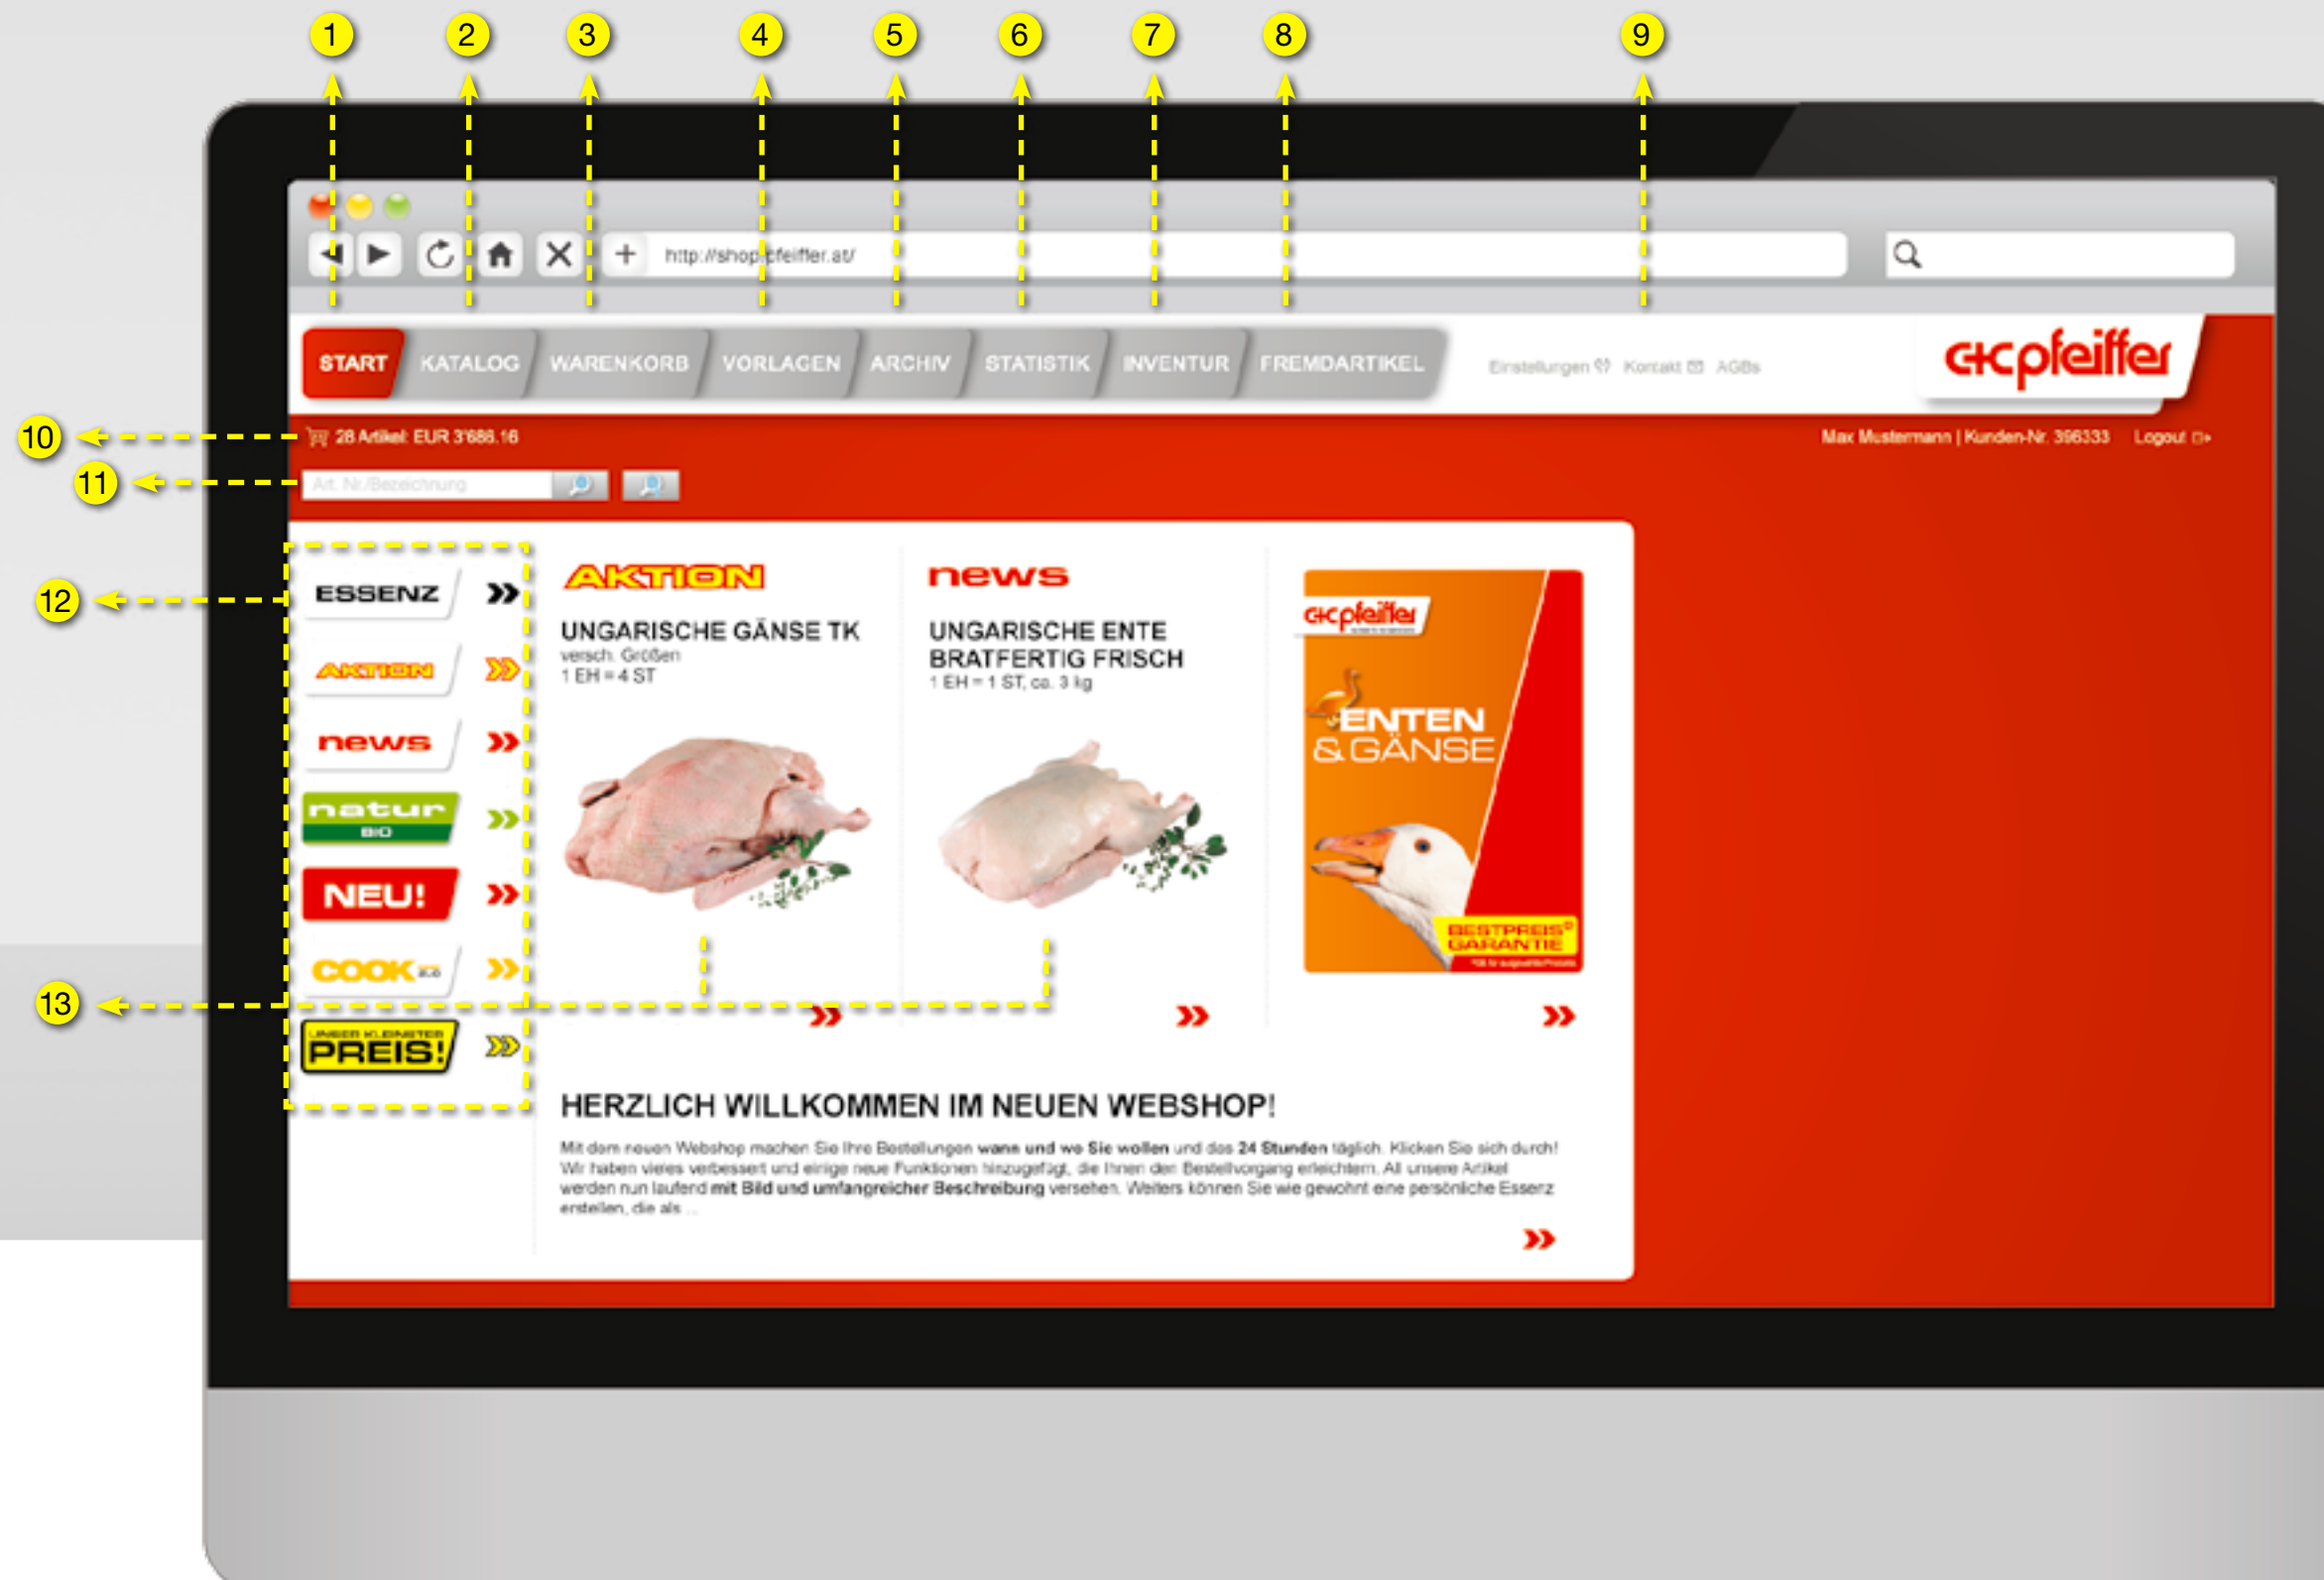 1 2 3 4 5 6 7 8 9
http://shop.pfeiffer.at/
START KATALOG WARENKORB VORLAGEN ARCHIV STATISTIK INVENTUR FREMDARTIKEL Einstellungen Kontakt AGBs c+c pfeiffer
10 28 Artikel: EUR 3'686.16 Max Mustermann | Kunden-Nr. 396333 Logout
11 Art. Nr./Bezeichnung
12
ESSENZ
AKTION
news
natur
BIO
NEU!
COOK 2.0
13
UNSER KLEINSTER
PREIS!
AKTION
UNGARISCHE GÄNSE TK
versch. Größen
1 EH = 4 ST
news
UNGARISCHE ENTE
BRATFERTIG FRISCH
1 EH = 1 ST, ca. 3 kg
c+c pfeiffer
ENTEN
& GÄNSE
BESTPREIS*
GARANTIE
HERZLICH WILLKOMMEN IM NEUEN WEBSHOP!
Mit dem neuen Webshop machen Sie Ihre Bestellungen wann und wo Sie wollen und das 24 Stunden täglich. Klicken Sie sich durch!
Wir haben vieles verbessert und einige neue Funktionen hinzugefügt, die Ihnen den Bestellvorgang erleichtern. All unsere Artikel
werden nun laufend mit Bild und umfangreicher Beschreibung versehen. Weiters können Sie wie gewohnt eine persönliche Essenz
erstellen, die als ...